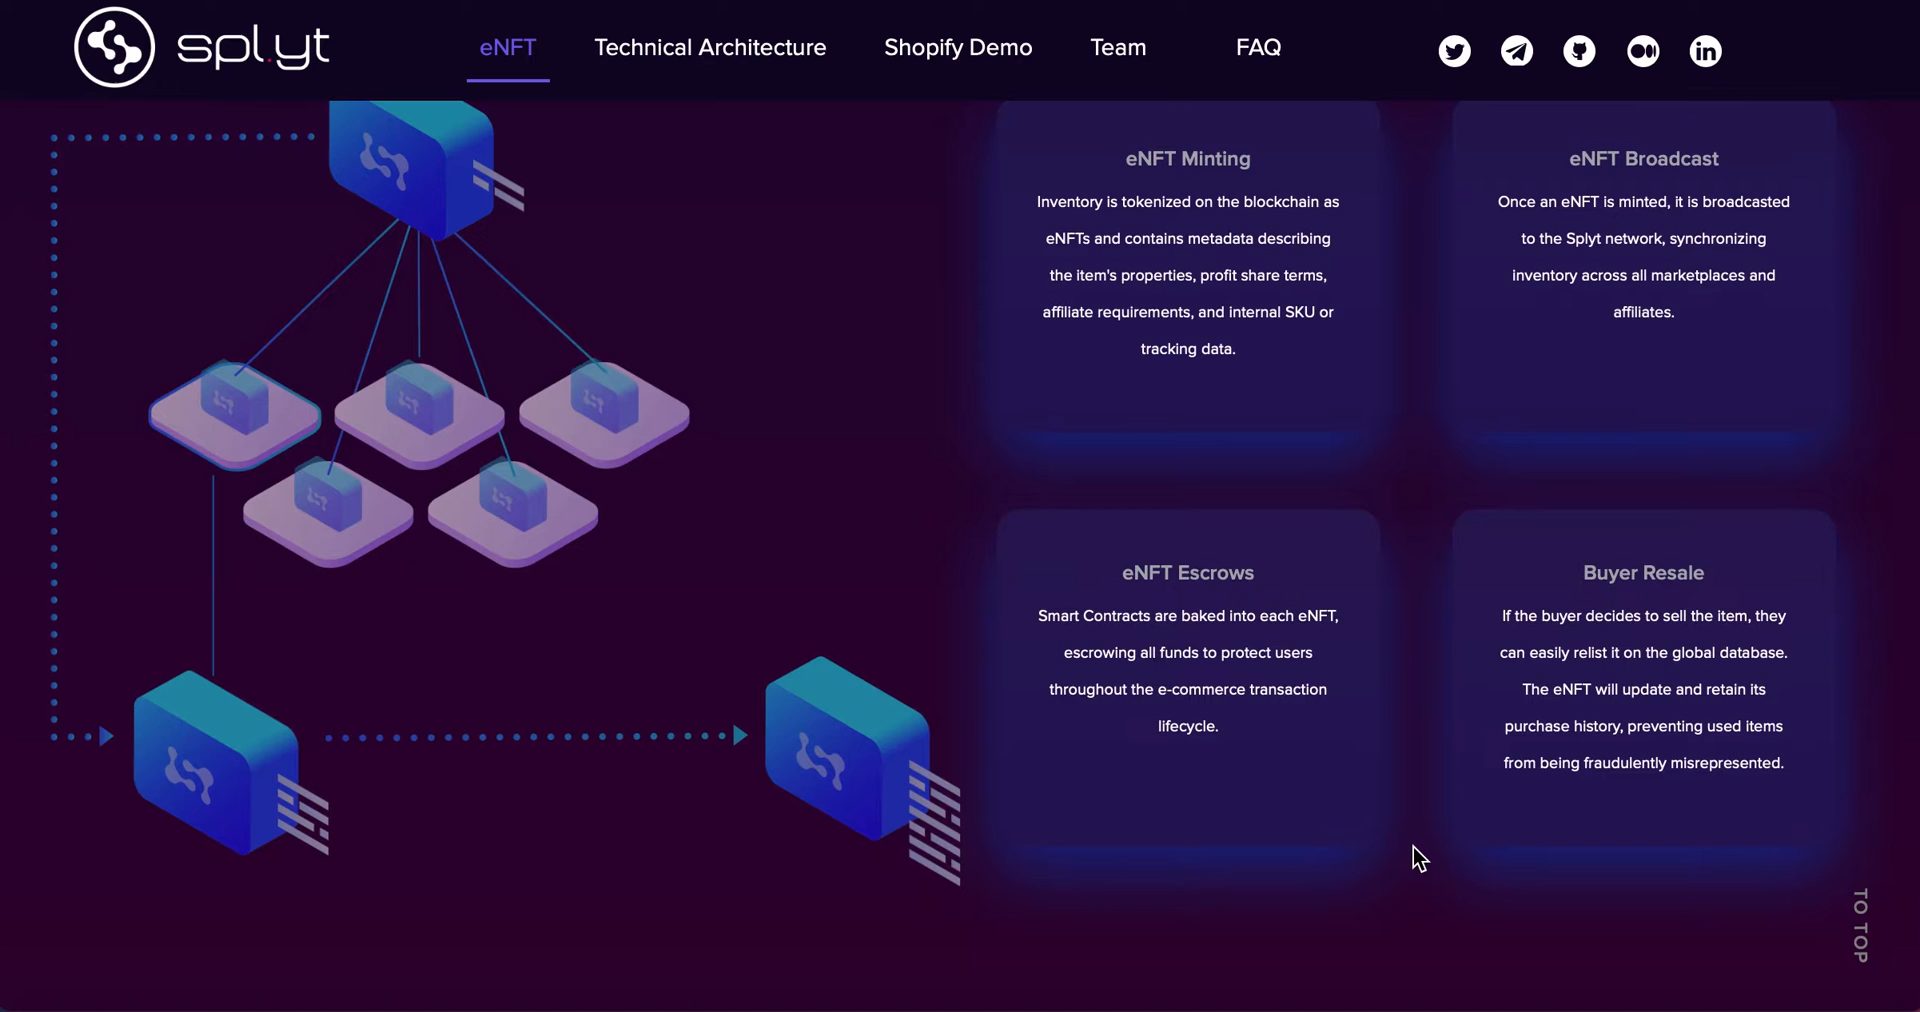 spl.yt
eNFT
Technical Architecture
Shopify Demo
Team
FAQ
eNFT Minting
Inventory is tokenized on the blockchain as
eNFTs and contains metadata describing
the item's properties, profit share terms,
affiliate requirements, and internal SKU or
tracking data.
eNFT Broadcast
Once an eNFT is minted, it is broadcasted
to the Splyt network, synchronizing
inventory across all marketplaces and
affiliates.
eNFT Escrows
Smart Contracts are baked into each eNFT,
escrowing all funds to protect users
throughout the e-commerce transaction
lifecycle.
Buyer Resale
If the buyer decides to sell the item, they
can easily relist it on the global database.
The eNFT will update and retain its
purchase history, preventing used items
from being fraudulently misrepresented.
TO TOP